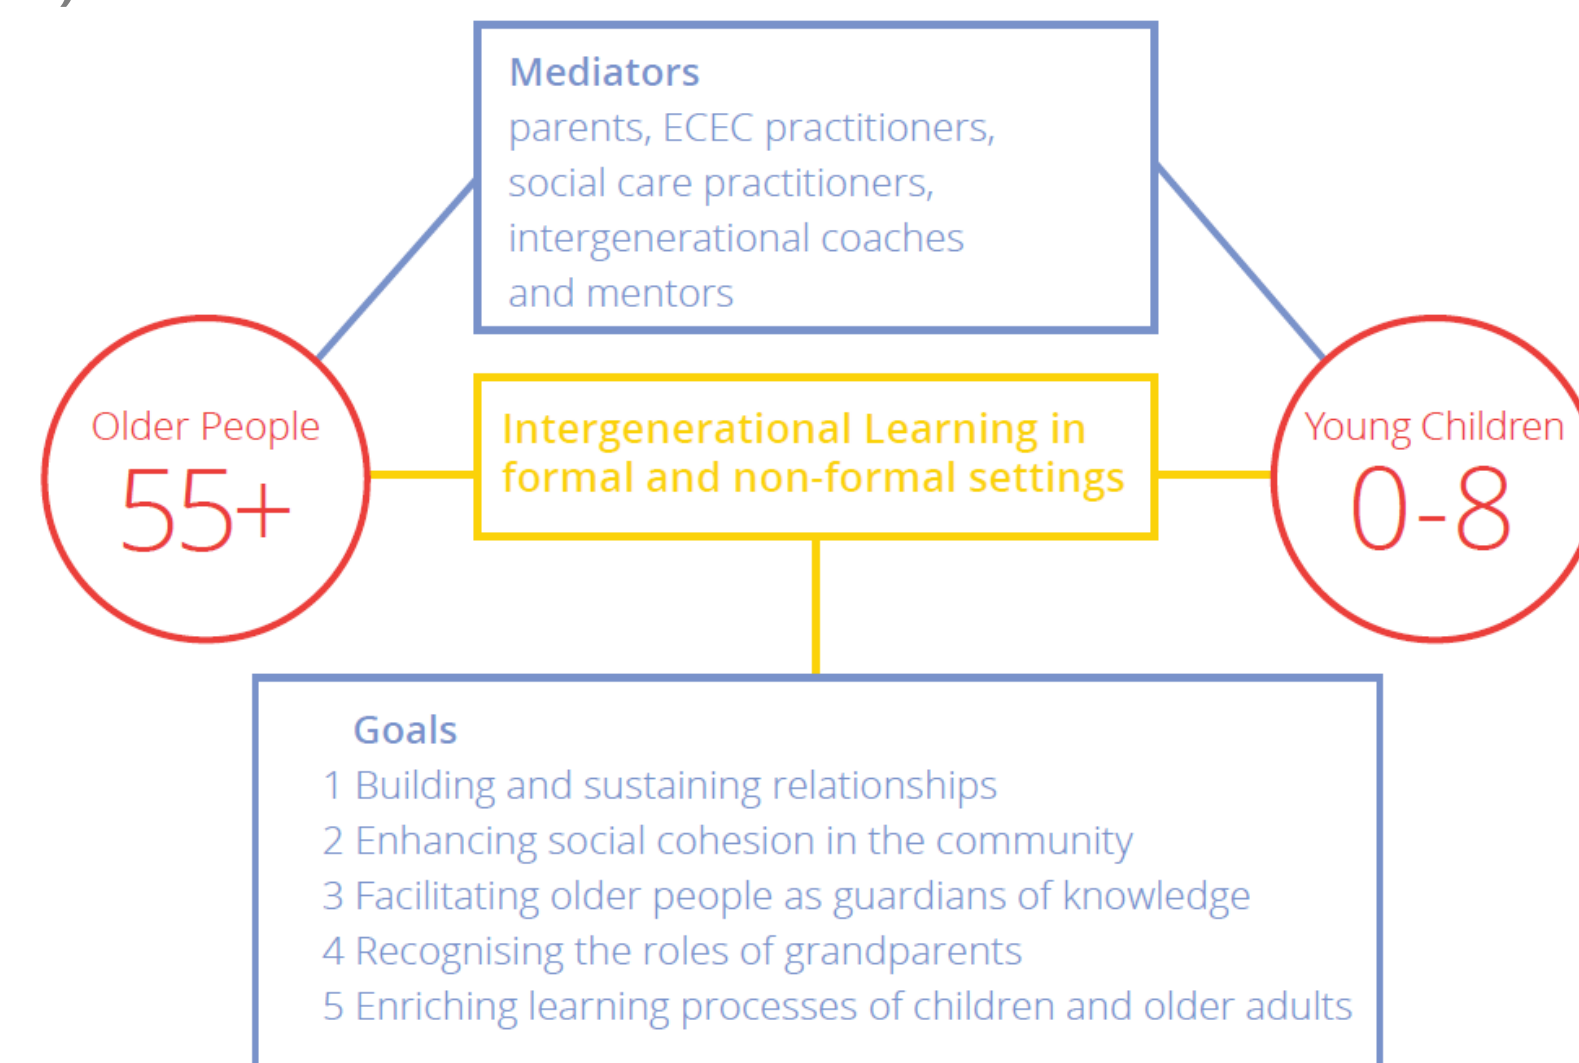 Mediators
parents, ECEC practitioners,
social care practitioners,
intergenerational coaches
and mentors
Older People
55+
Intergenerational Learning in
formal and non-formal settings
Young Children
0-8
Goals
1 Building and sustaining relationships
2 Enhancing social cohesion in the community
3 Facilitating older people as guardians of knowledge
4 Recognising the roles of grandparents
5 Enriching learning processes of children and older adults